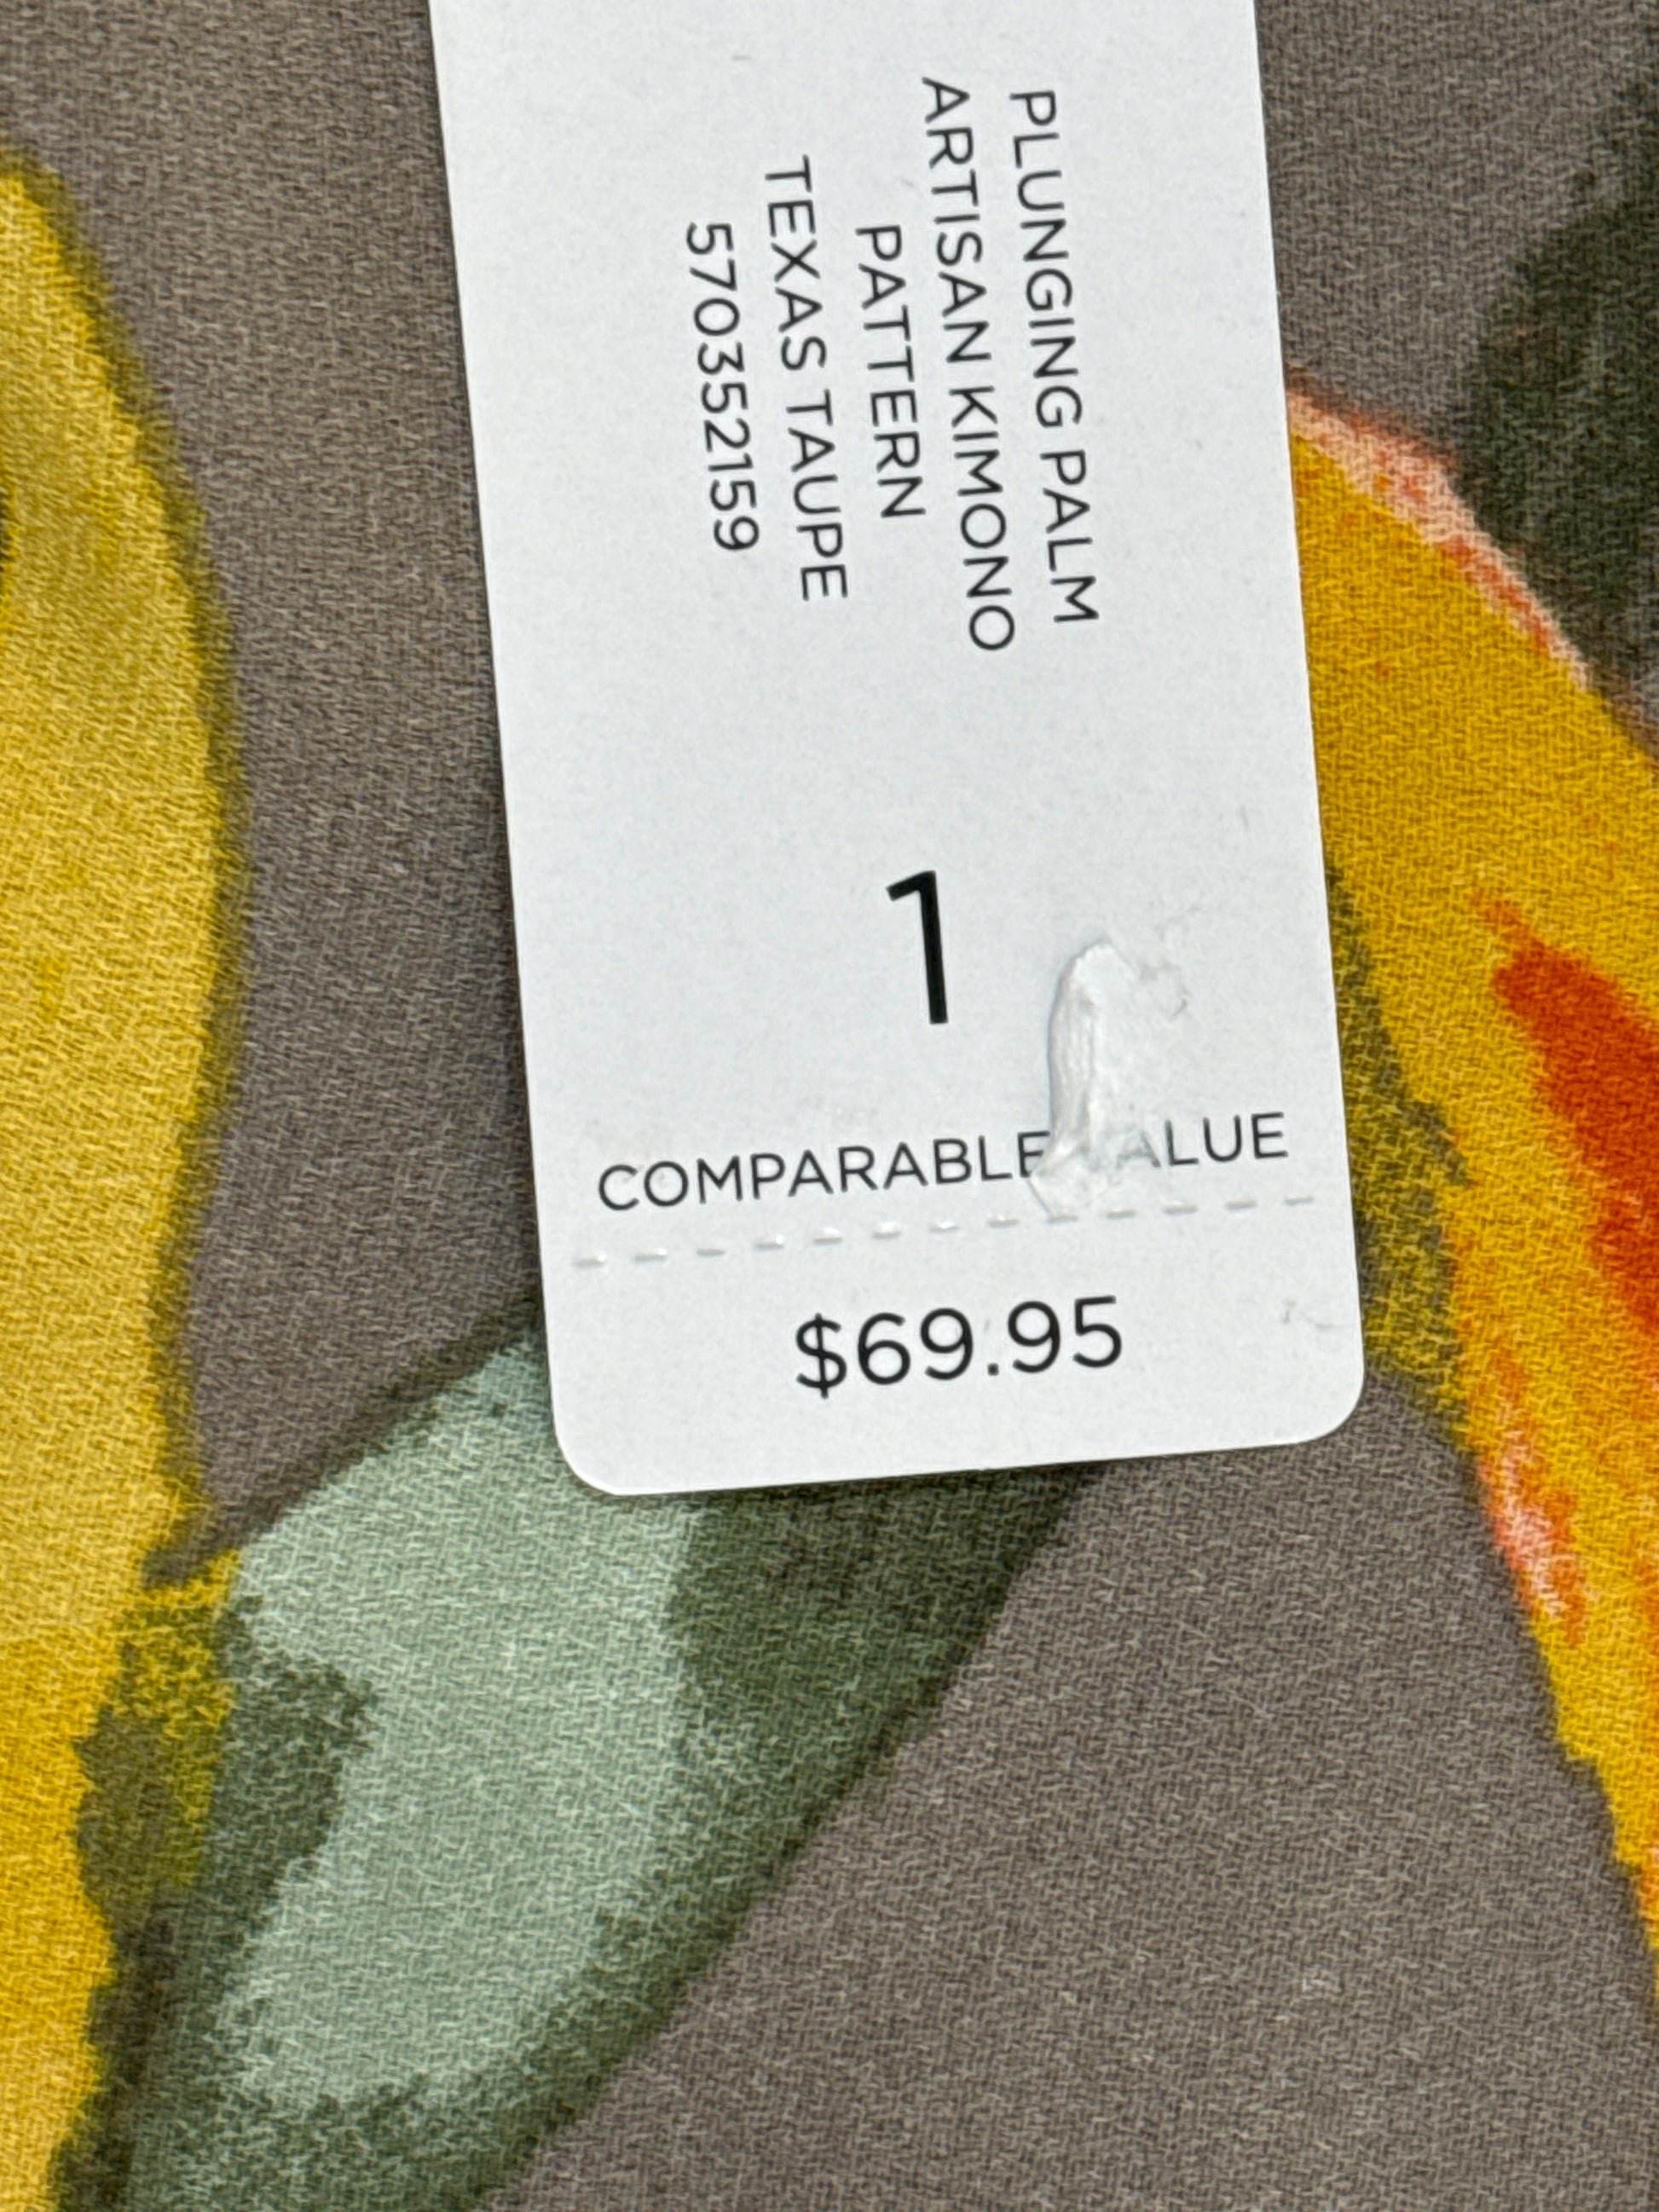 PLUNGING PALM
ARTISAN KIMONO
PATTERN
TEXAS TAUPE
570352159
1
COMPARABLE VALUE
$69.95